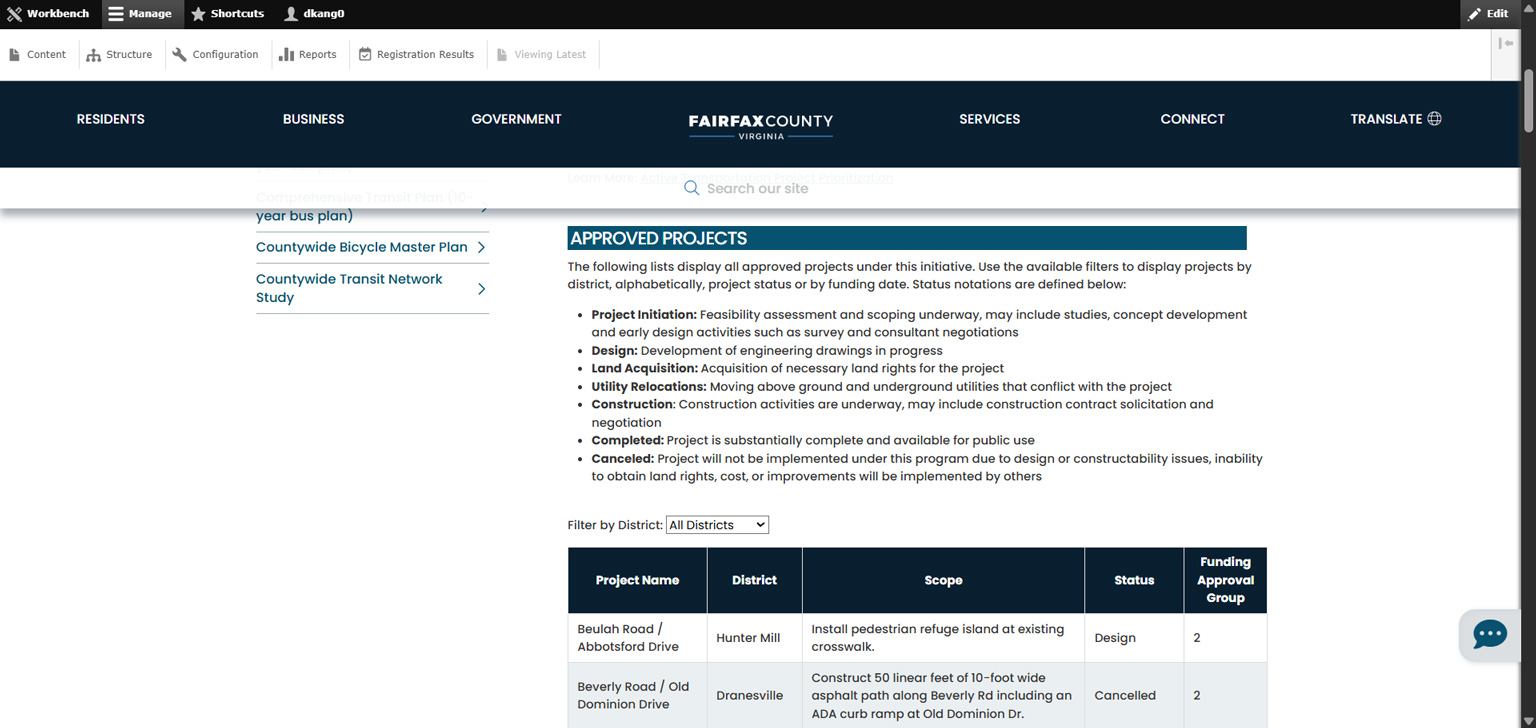 Workbench
Manage
Shortcuts
dkang0
Edit
Content
Structure
Configuration
Reports
Registration Results
Viewing Latest
RESIDENTS
BUSINESS
GOVERNMENT
FAIRFAX COUNTY
VIRGINIA
SERVICES
CONNECT
TRANSLATE
Learn More: Active Transportation Project Prioritization
Search our site
Comprehensive Transit Plan (10-
year bus plan)
Countywide Bicycle Master Plan
Countywide Transit Network
Study
APPROVED PROJECTS
The following lists display all approved projects under this initiative. Use the available filters to display projects by
district, alphabetically, project status or by funding date. Status notations are defined below:
• Project Initiation: Feasibility assessment and scoping underway, may include studies, concept development
and early design activities such as survey and consultant negotiations
• Design: Development of engineering drawings in progress
• Land Acquisition: Acquisition of necessary land rights for the project
• Utility Relocations: Moving above ground and underground utilities that conflict with the project
• Construction: Construction activities are underway, may include construction contract solicitation and
negotiation
• Completed: Project is substantially complete and available for public use
• Canceled: Project will not be implemented under this program due to design or constructability issues, inability
to obtain land rights, cost, or improvements will be implemented by others
Filter by District: All Districts
Project Name
District
Scope
Status
Funding
Approval
Group
Beulah Road /
Abbotsford Drive
Hunter Mill
Install pedestrian refuge island at existing
crosswalk.
Design
2
Beverly Road / Old
Dominion Drive
Dranesville
Construct 50 linear feet of 10-foot wide
asphalt path along Beverly Rd including an
ADA curb ramp at Old Dominion Dr.
Cancelled
2